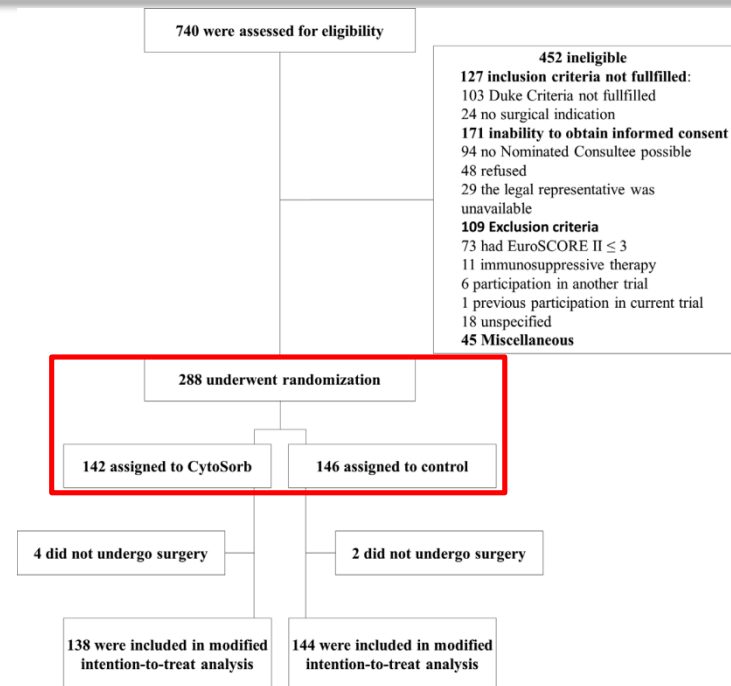 740 were assessed for eligibility
452 ineligible
127 inclusion criteria not fullfilled:
103 Duke Criteria not fullfilled
24 no surgical indication
171 inability to obtain informed consent
94 no Nominated Consultee possible
48 refused
29 the legal representative was
unavailable
109 Exclusion criteria
73 had EuroSCORE II ≤ 3
11 immunosuppressive therapy
6 participation in another trial
1 previous participation in current trial
18 unspecified
45 Miscellaneous
288 underwent randomization
142 assigned to CytoSorb
146 assigned to control
4 did not undergo surgery
2 did not undergo surgery
138 were included in modified
intention-to-treat analysis
144 were included in modified
intention-to-treat analysis